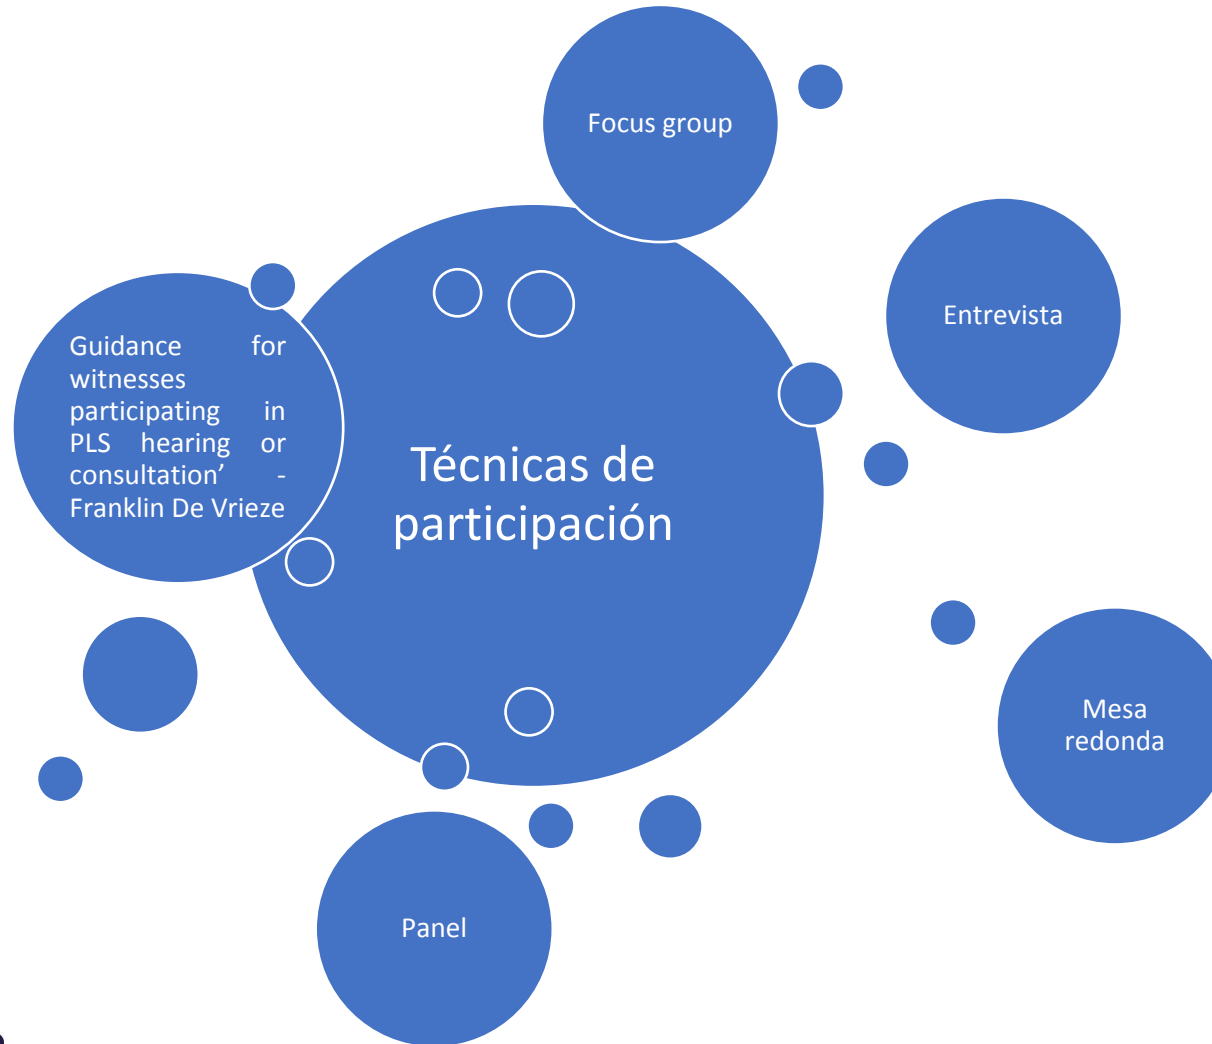 Focus group
Entrevista
Guidance for
witnesses
participating in
PLS hearing or
consultation’ -
Franklin De Vrieze
Técnicas de
participación
Mesa
redonda
Panel